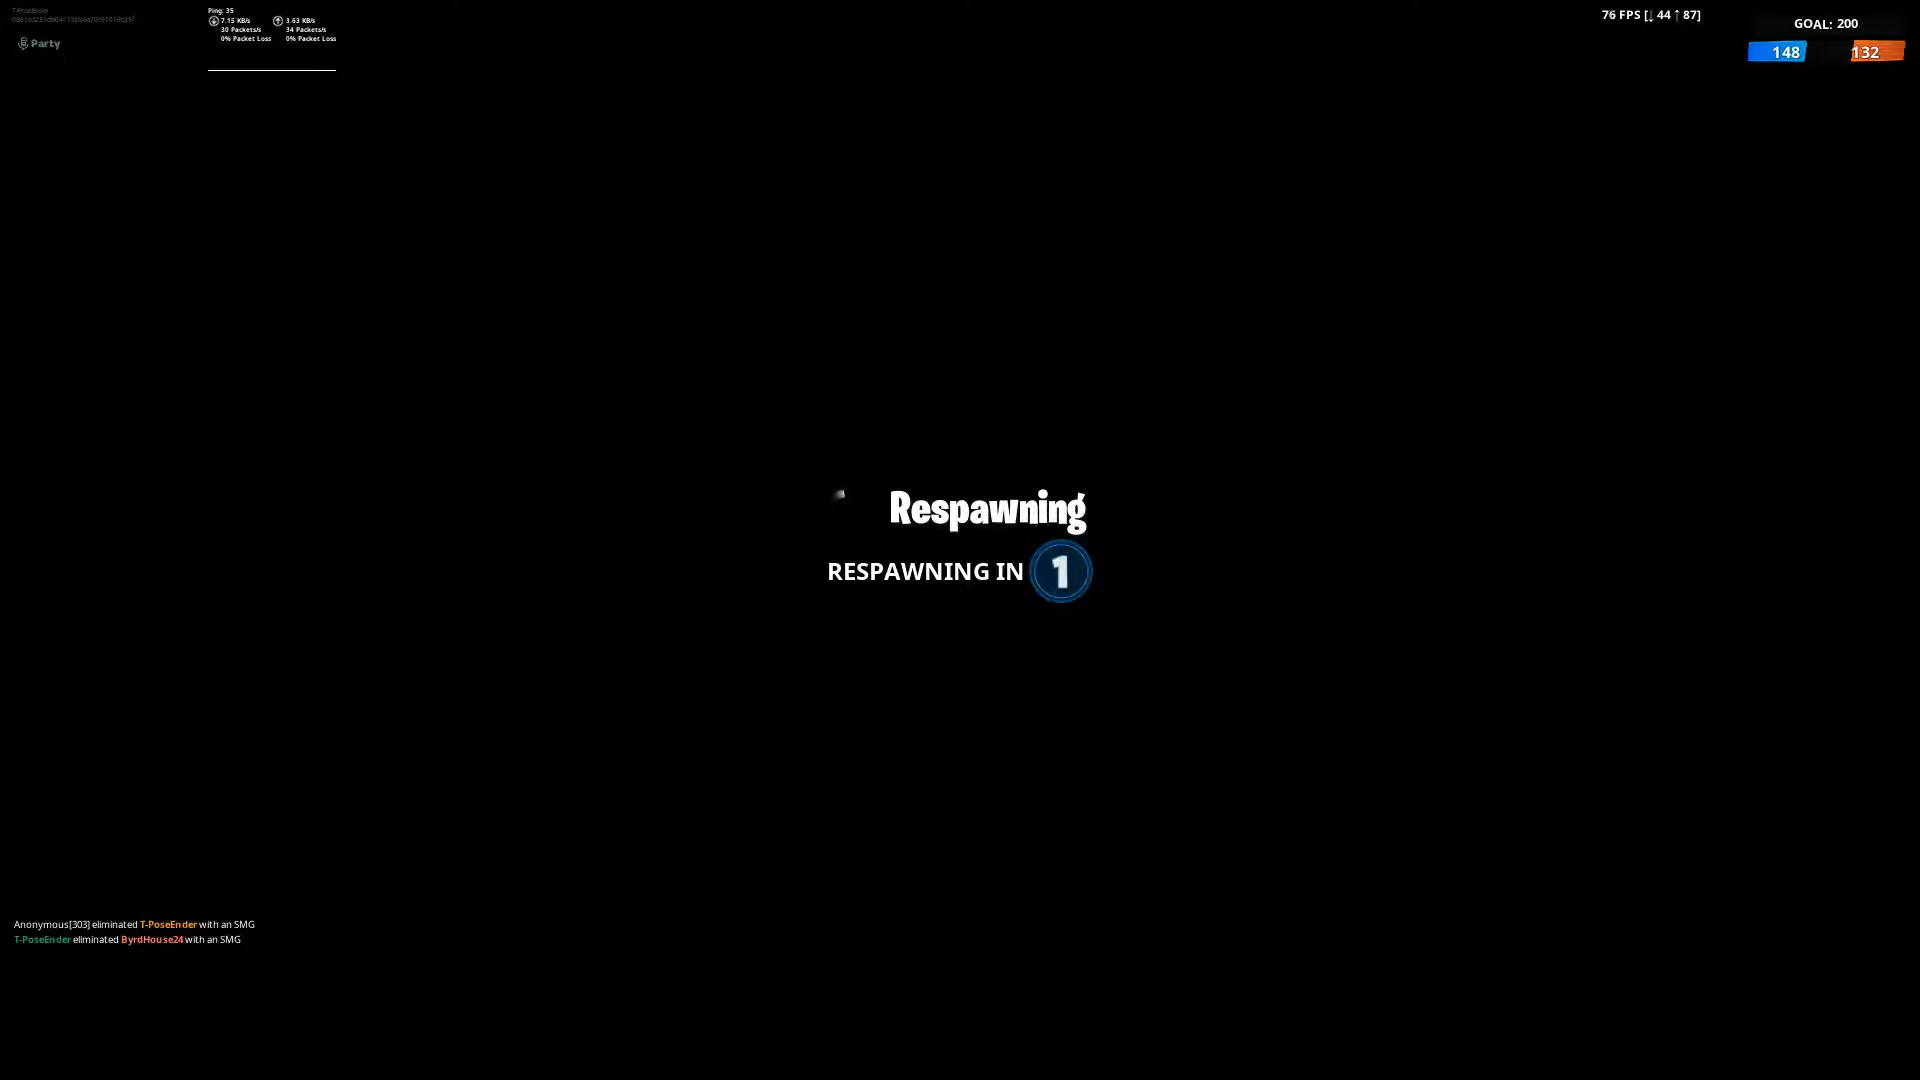 T-PoseEnder
Party
Ping: 35
7.15 KB/s 3.63 KB/s
30 Packets/s 34 Packets/s
0% Packet Loss 0% Packet Loss
76 FPS [↓ 44 ↑ 87]
GOAL: 200
148 132
Respawning
RESPAWNING IN 1
Anonymous[303] eliminated T-PoseEnder with an SMG
T-PoseEnder eliminated ByrdHouse24 with an SMG